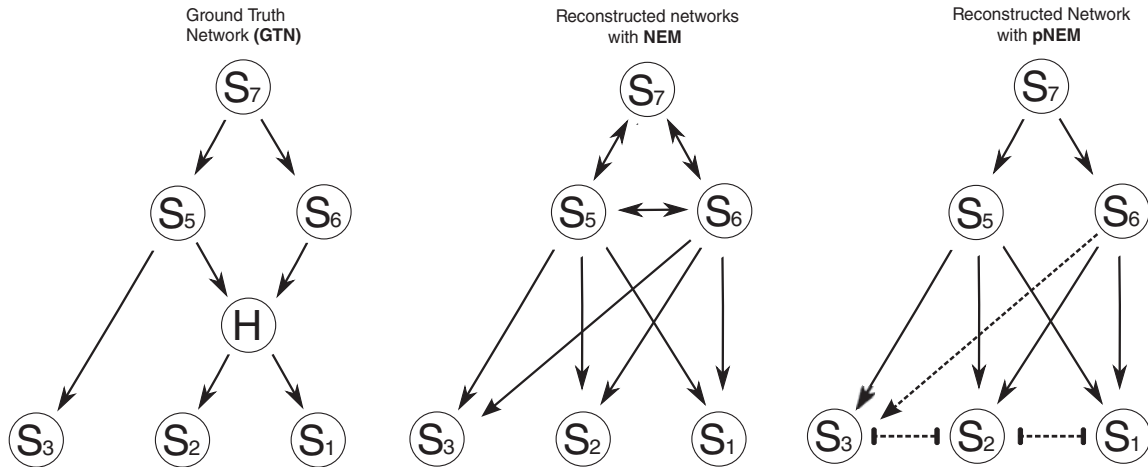 Ground Truth
Network (GTN)
Reconstructed networks
with NEM
Reconstructed Network
with pNEM
S7
S7
S7
S5
S6
S5
S6
S5
S6
H
S3
S2
S1
S3
S2
S1
S3
S2
S1